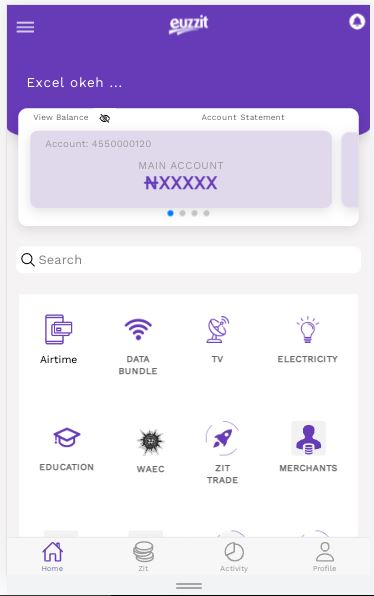 euzzit
Excel okeh ...
View Balance
Account Statement
Account: 4550000120
MAIN ACCOUNT
₦XXXXX
Search
Airtime
DATA
BUNDLE
TV
ELECTRICITY
EDUCATION
WAEC
ZIT
TRADE
MERCHANTS
Home
Zit
Activity
Profile